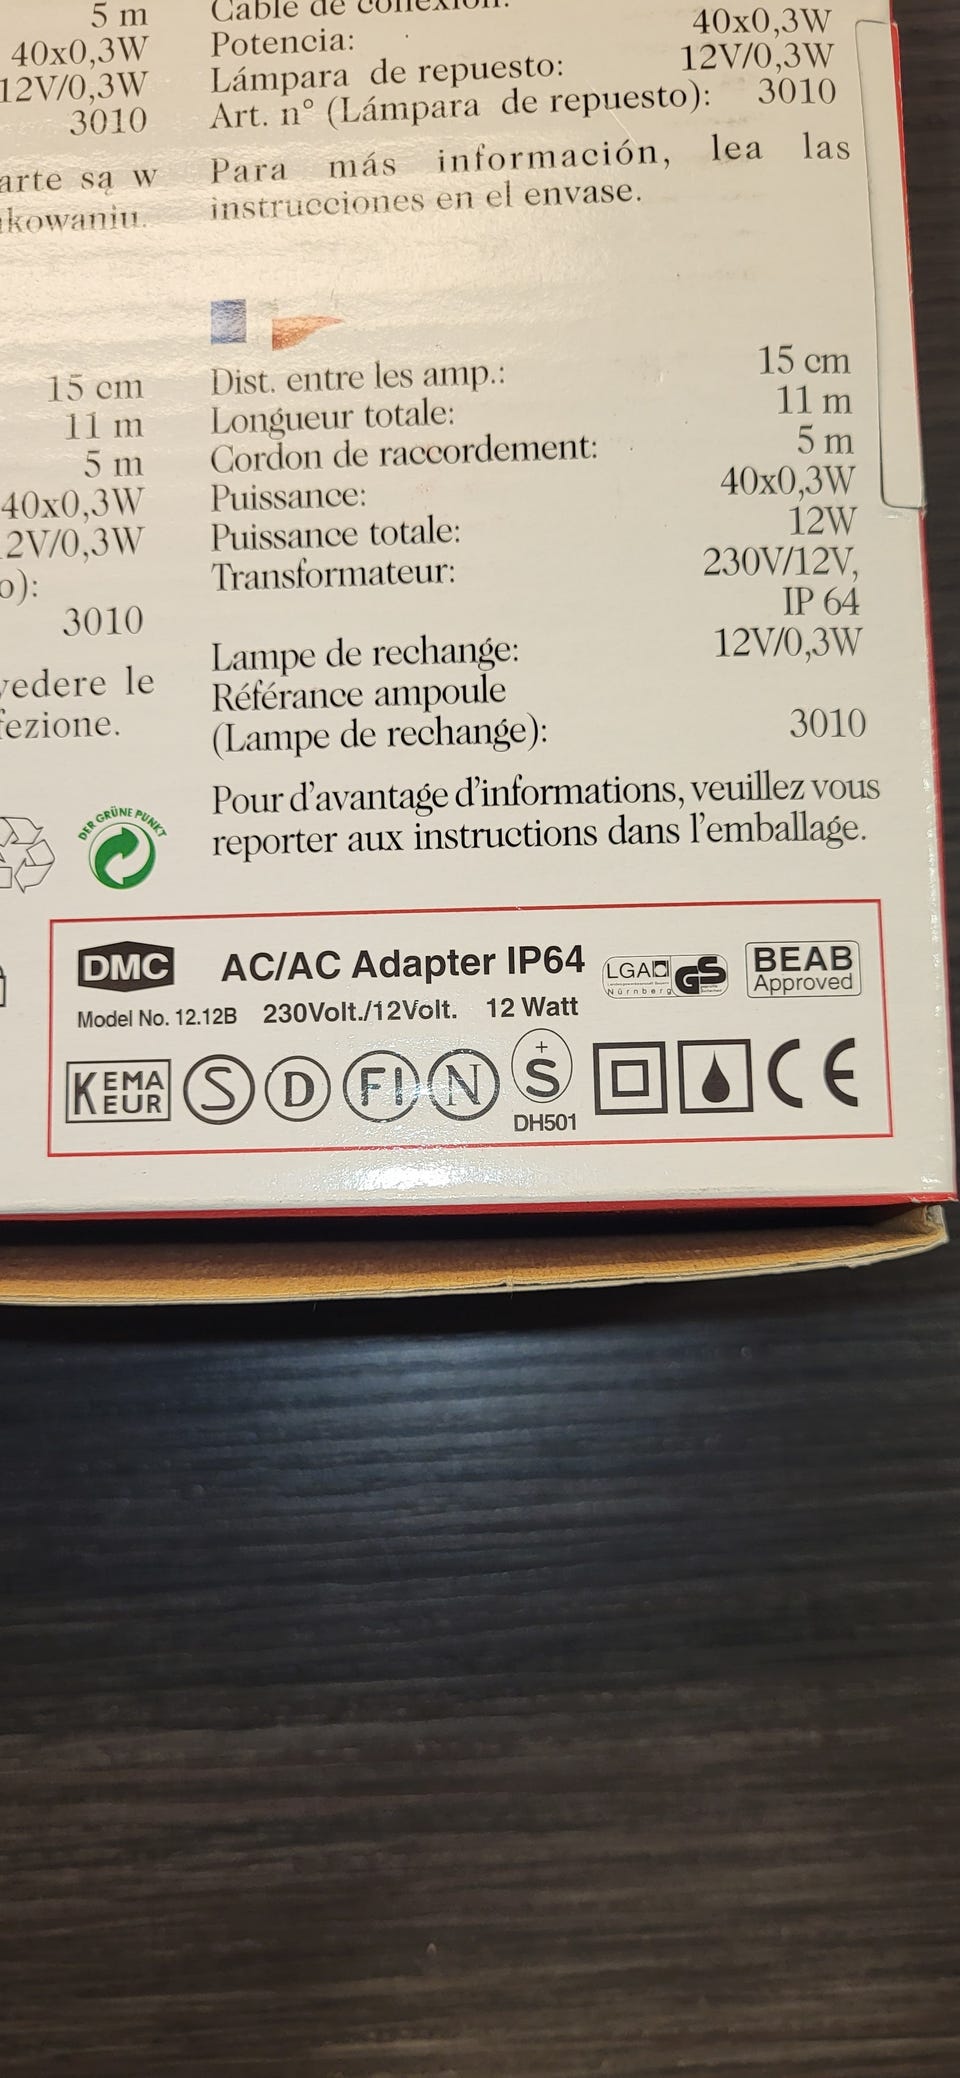 5 m
40x0,3W
12V/0,3W
3010
arte są w
kowaniu.
Cable de conexión:
Potencia: 40x0,3W
Lámpara de repuesto: 12V/0,3W
Art. n° (Lámpara de repuesto): 3010
Para más información, lea las
instrucciones en el envase.
15 cm
11 m
5 m
40x0,3W
2V/0,3W
o):
3010
vedere le
fezione.
Dist. entre les amp.: 15 cm
Longueur totale: 11 m
Cordon de raccordement: 5 m
Puissance: 40x0,3W
Puissance totale: 12W
Transformateur: 230V/12V,
IP 64
Lampe de rechange: 12V/0,3W
Référance ampoule
(Lampe de rechange): 3010
Pour d'avantage d'informations, veuillez vous
reporter aux instructions dans l'emballage.
DER GRÜNE PUNKT
DMC AC/AC Adapter IP64 LGA Nürnberg GS BEAB Approved
Model No. 12.12B 230Volt./12Volt. 12 Watt
KEMA EUR S D FI N +S DH501 CE